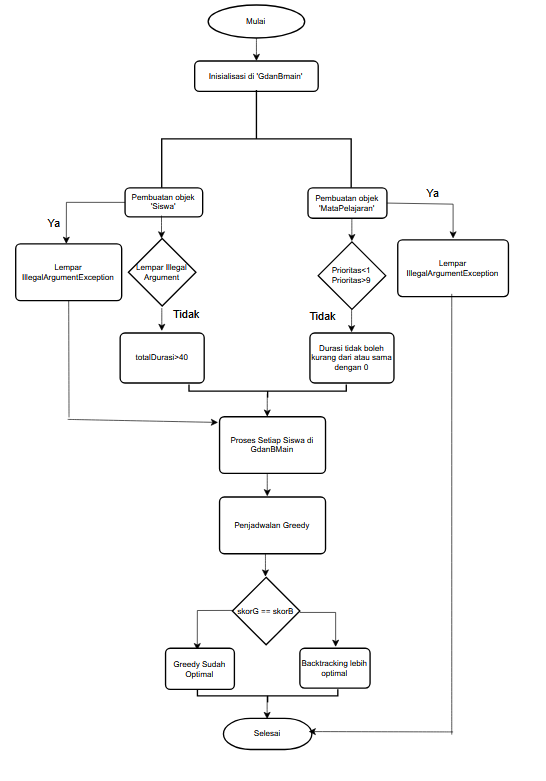 Mulai
Inisialisasi di 'GdanBmain'
Pembuatan objek
'Siswa'
Pembuatan objek
'MataPelajaran'
Ya
Ya
Lempar
IllegalArgumentException
Lempar Illegal
Argument
Prioritas<1
Prioritas>9
Lempar
IllegalArgumentException
Tidak
Tidak
totalDurasi>40
Durasi tidak boleh
kurang dari atau sama
dengan 0
Proses Setiap Siswa di
GdanBMain
Penjadwalan Greedy
skorG == skorB
Greedy Sudah
Optimal
Backtracking lebih
optimal
Selesai